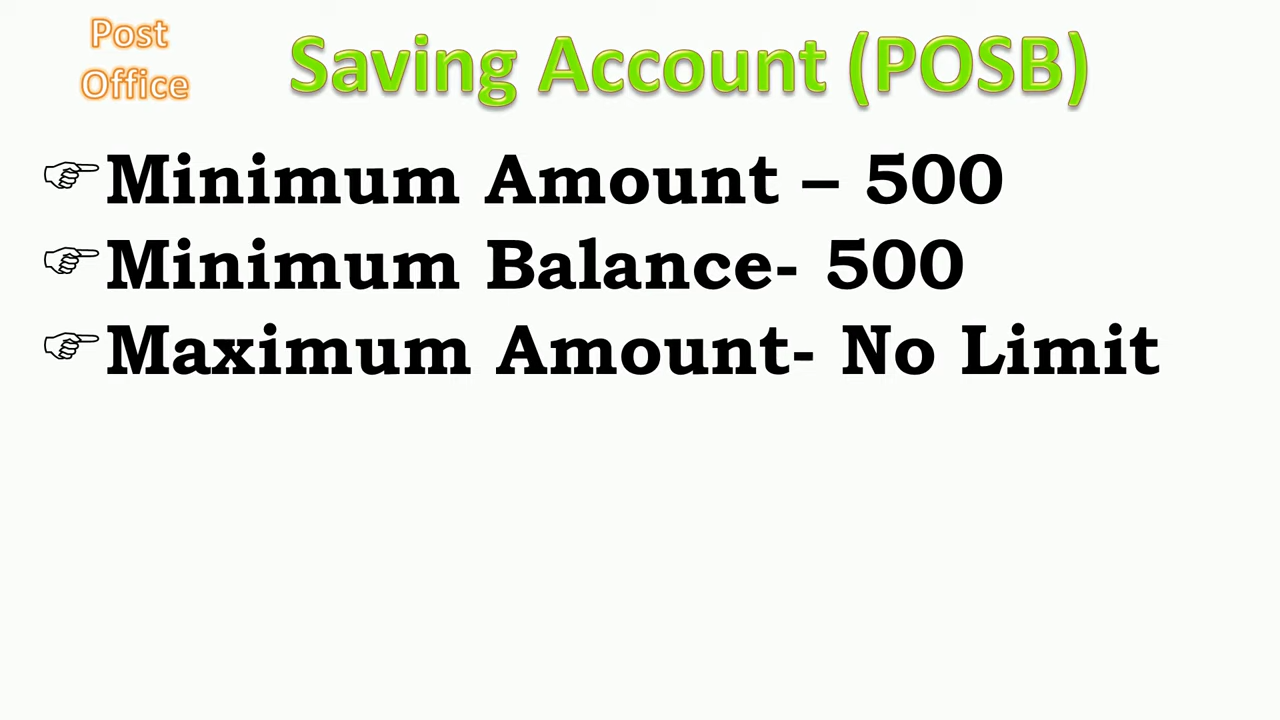 Post
Office
Saving Account (POSB)
Minimum Amount – 500
Minimum Balance- 500
Maximum Amount- No Limit